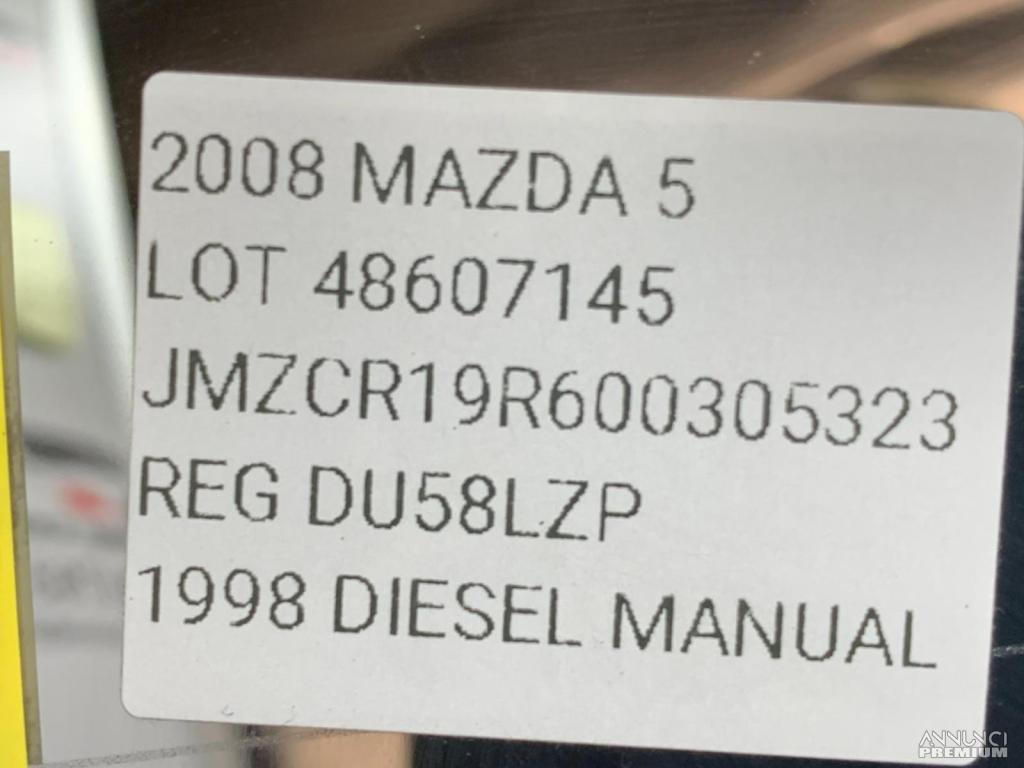 2008 MAZDA 5
LOT 48607145
JMZCR19R600305323
REG DU58LZP
1998 DIESEL MANUAL
ANNUNCI
PREMIUM